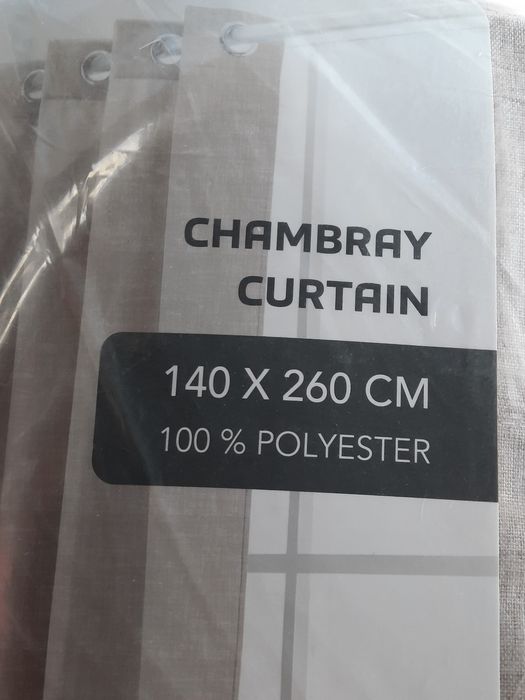 CHAMBRAY
CURTAIN
140 X 260 CM
100 % POLYESTER